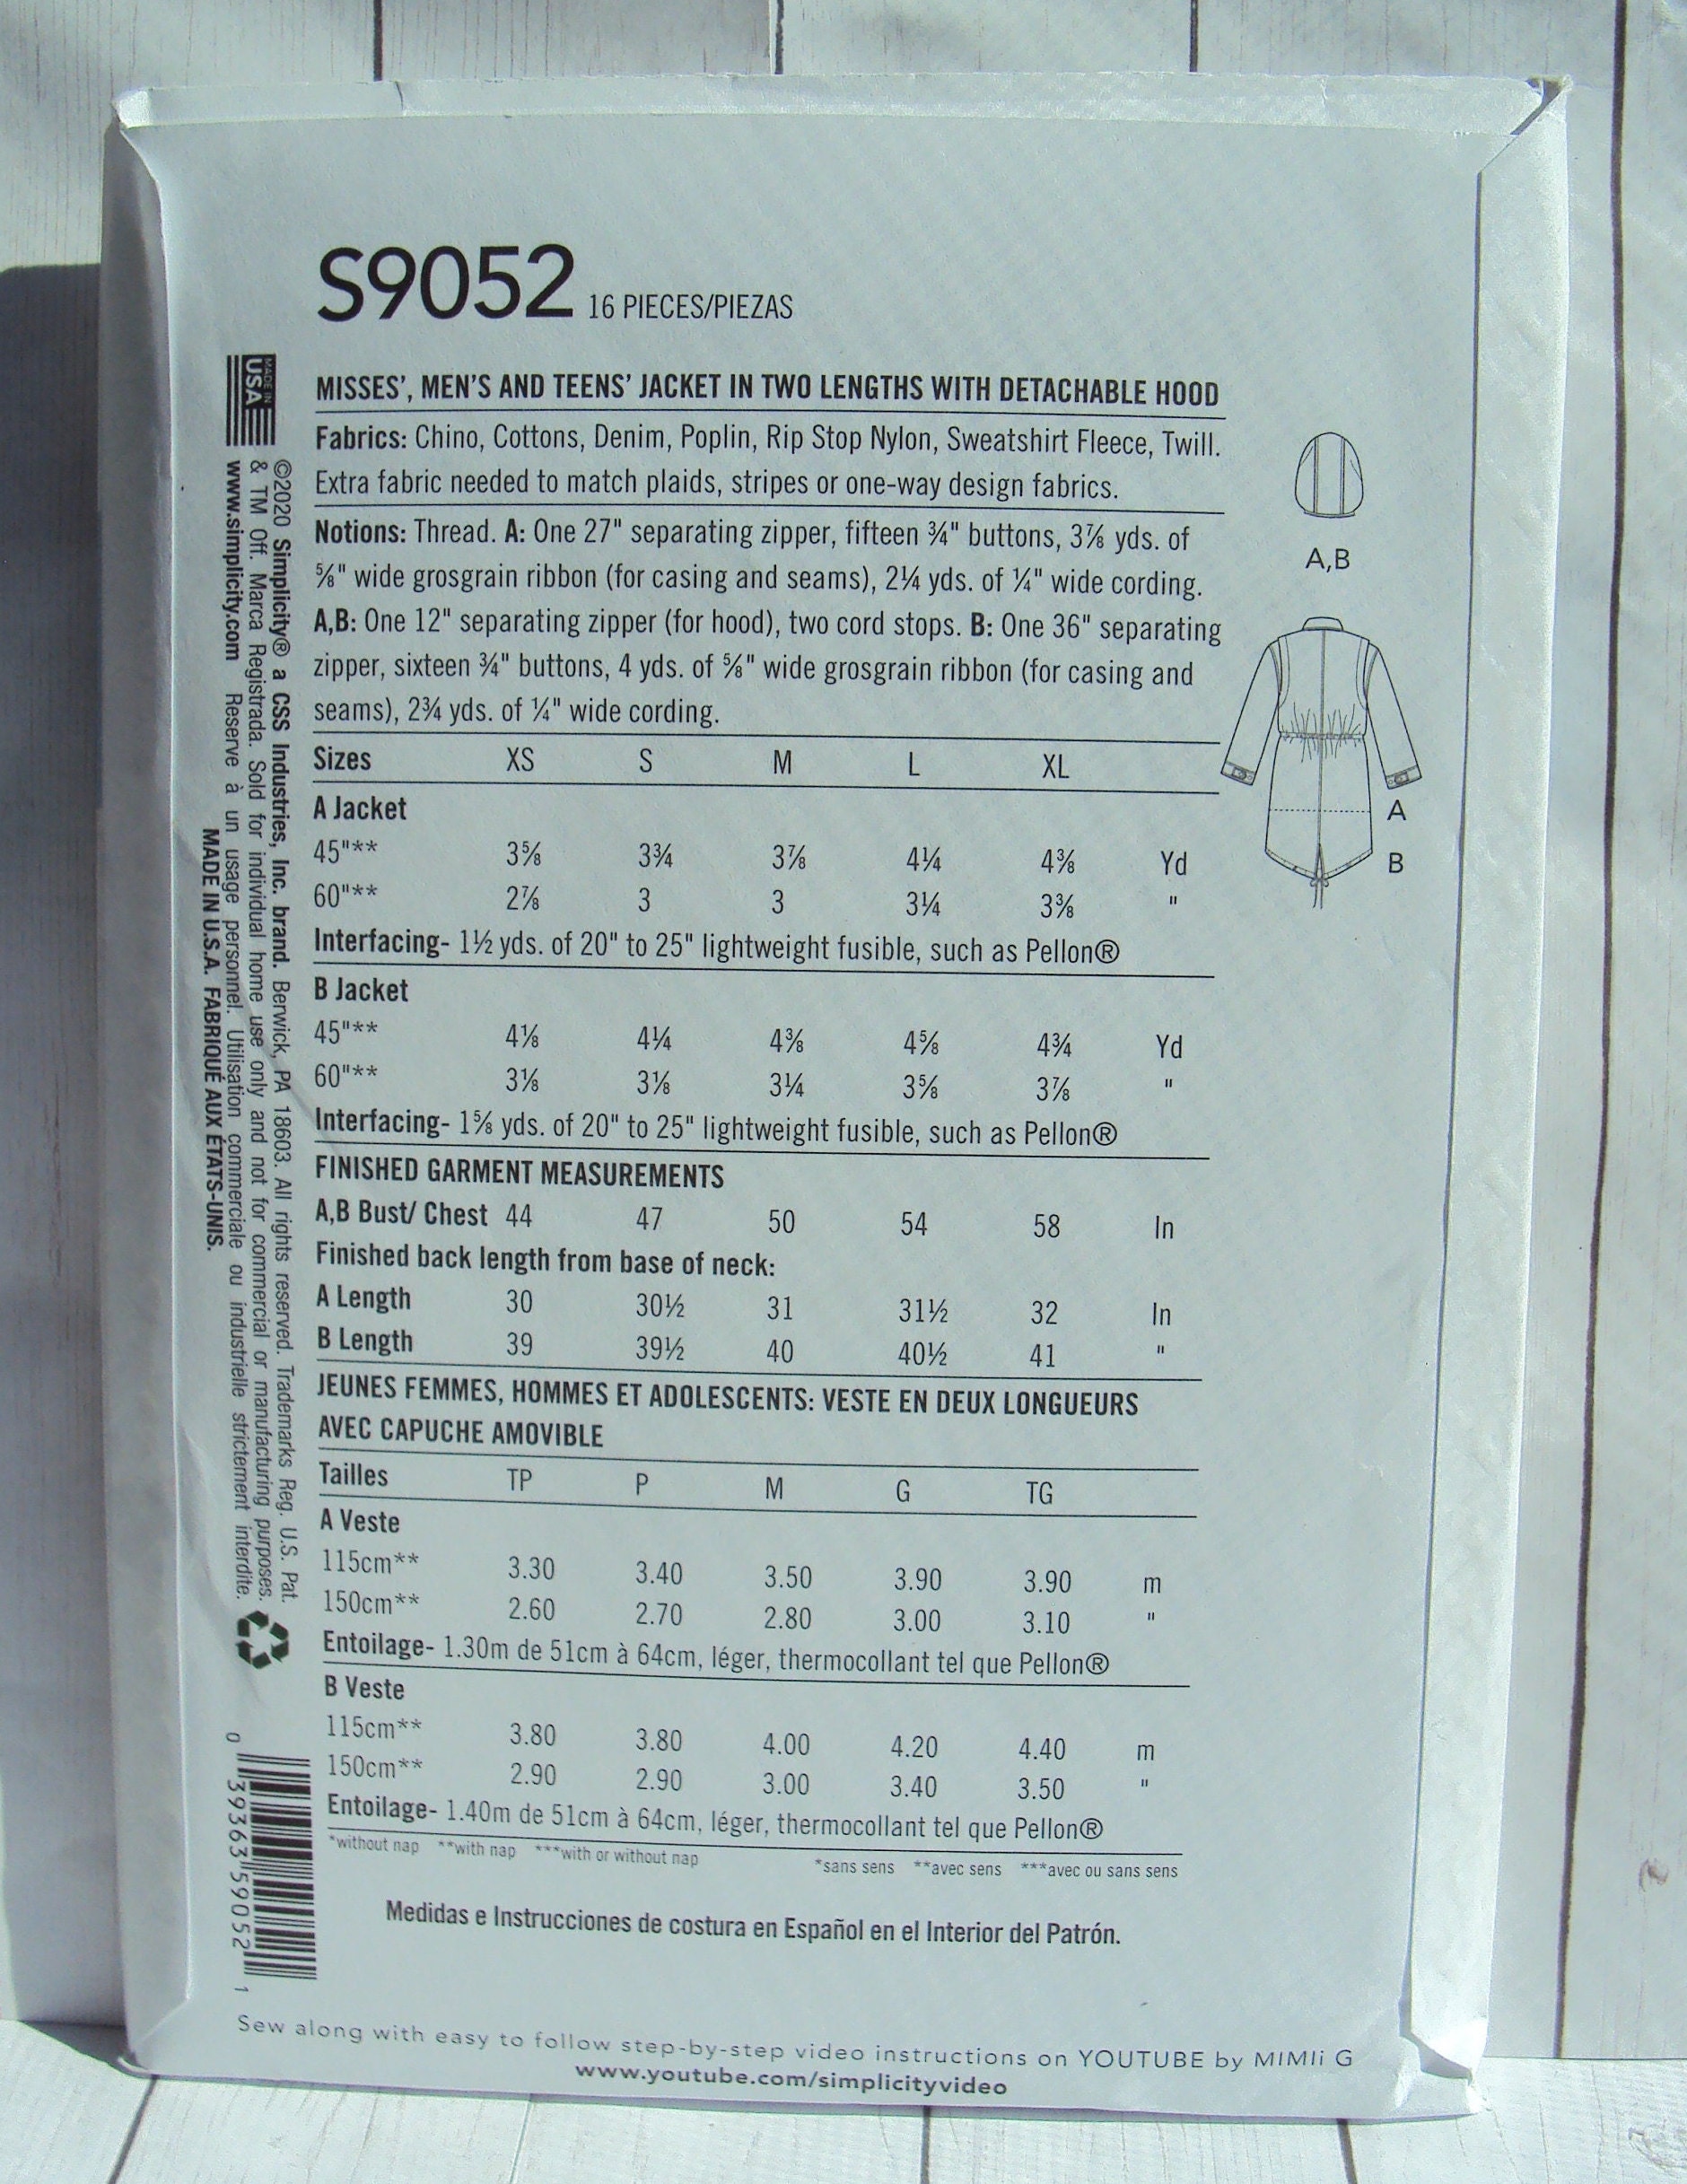 S9052 16 PIECES/PIEZAS
MISSES', MEN'S AND TEENS' JACKET IN TWO LENGTHS WITH DETACHABLE HOOD
Fabrics: Chino, Cottons, Denim, Poplin, Rip Stop Nylon, Sweatshirt Fleece, Twill.
Extra fabric needed to match plaids, stripes or one-way design fabrics.
Notions: Thread. A: One 27" separating zipper, fifteen ¾" buttons, 3⅞ yds. of
⅝" wide grosgrain ribbon (for casing and seams), 2¼ yds. of ¼" wide cording.
A,B: One 12" separating zipper (for hood), two cord stops. B: One 36" separating
zipper, sixteen ¾" buttons, 4 yds. of ⅝" wide grosgrain ribbon (for casing and
seams), 2¾ yds. of ¼" wide cording.
Sizes XS S M L XL
A Jacket
45"** 3⅝ 3¾ 3⅞ 4¼ 4⅜ Yd
60"** 2⅞ 3 3 3¼ 3⅜ "
Interfacing- 1½ yds. of 20" to 25" lightweight fusible, such as Pellon®
B Jacket
45"** 4⅛ 4¼ 4⅜ 4⅝ 4¾ Yd
60"** 3⅛ 3⅛ 3¼ 3⅝ 3⅞ "
Interfacing- 1⅝ yds. of 20" to 25" lightweight fusible, such as Pellon®
FINISHED GARMENT MEASUREMENTS
A,B Bust/ Chest 44 47 50 54 58 In
Finished back length from base of neck:
A Length 30 30½ 31 31½ 32 In
B Length 39 39½ 40 40½ 41 "
JEUNES FEMMES, HOMMES ET ADOLESCENTS: VESTE EN DEUX LONGUEURS
AVEC CAPUCHE AMOVIBLE
Tailles TP P M G TG
A Veste
115cm** 3.30 3.40 3.50 3.90 3.90 m
150cm** 2.60 2.70 2.80 3.00 3.10 "
Entoilage- 1.30m de 51cm à 64cm, léger, thermocollant tel que Pellon®
B Veste
115cm** 3.80 3.80 4.00 4.20 4.40 m
150cm** 2.90 2.90 3.00 3.40 3.50 "
Entoilage- 1.40m de 51cm à 64cm, léger, thermocollant tel que Pellon®
*without nap **with nap ***with or without nap *sans sens **avec sens ***avec ou sans sens
Medidas e Instrucciones de costura en Español en el Interior del Patrón.
Sew along with easy to follow step-by-step video instructions on YOUTUBE by MIMIi G
www.youtube.com/simplicityvideo
A,B
A
B
MADE IN
USA
©2020 Simplicity® a CSS Industries, Inc. brand. Berwick, PA 18603. All rights reserved. Trademarks Reg. U.S. Pat.
& TM Off. Marca Registrada. Sold for individual home use only and not for commercial or manufacturing purposes.
www.simplicity.com Reserve à un usage personnel. Utilisation commerciale ou industrielle strictement interdite.
MADE IN U.S.A. FABRIQUÉ AUX ÉTATS-UNIS.
0 39363 59052 1